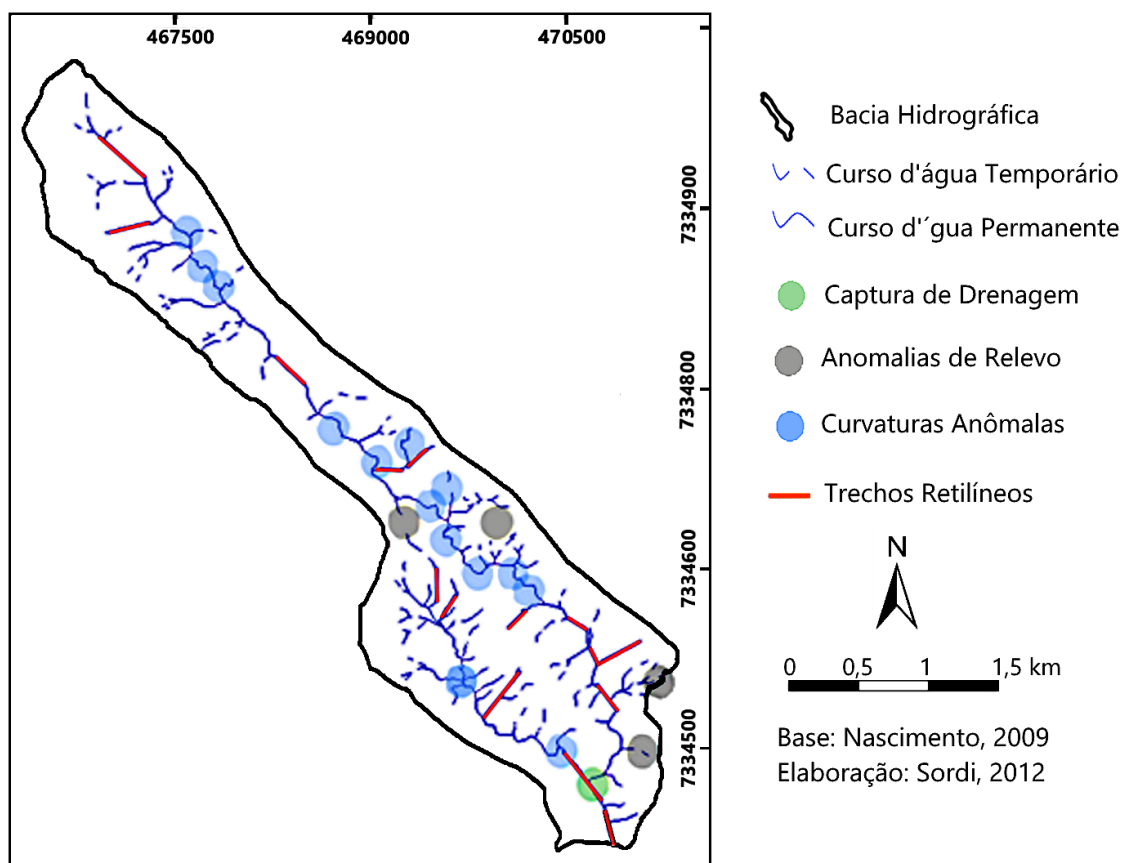 467500
469000
470500
7334900
7334800
7334600
7334500
Bacia Hidrográfica
Curso d'água Temporário
Curso d'´gua Permanente
Captura de Drenagem
Anomalias de Relevo
Curvaturas Anômalas
Trechos Retilíneos
N
0 0,5 1 1,5 km
Base: Nascimento, 2009
Elaboração: Sordi, 2012